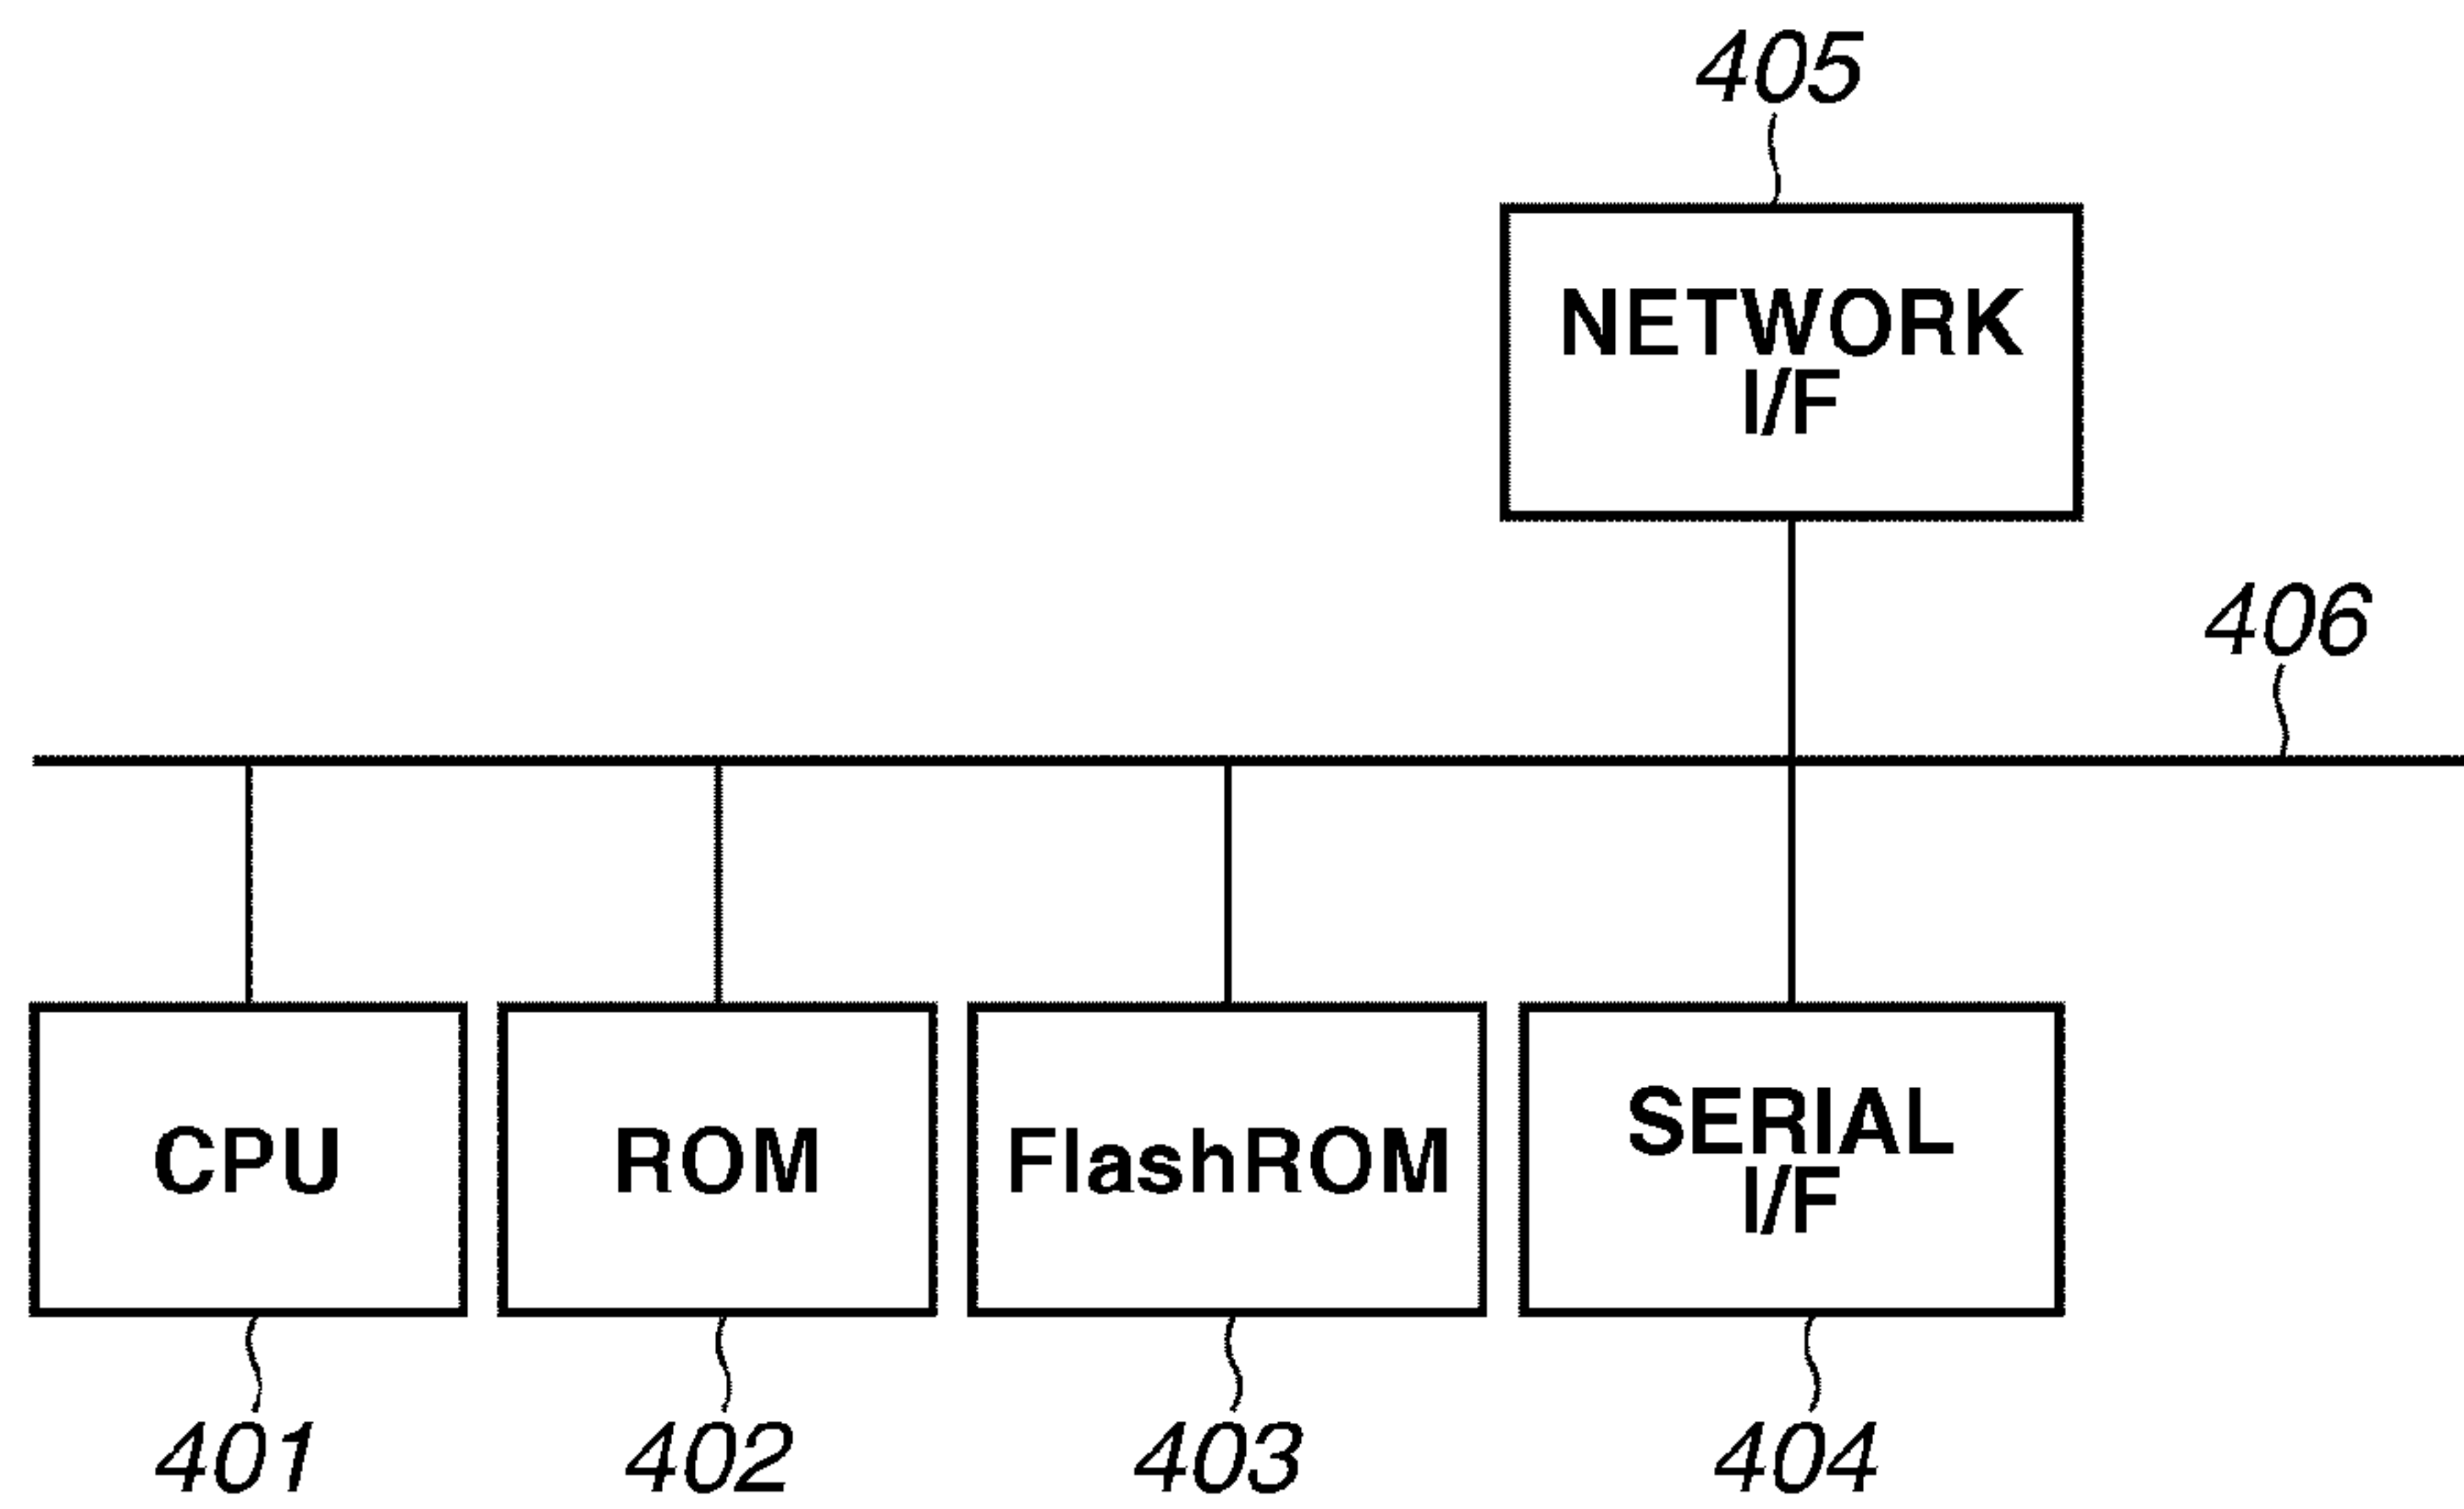 405
NETWORK
I/F
406
CPU
ROM
FlashROM
SERIAL
I/F
401
402
403
404